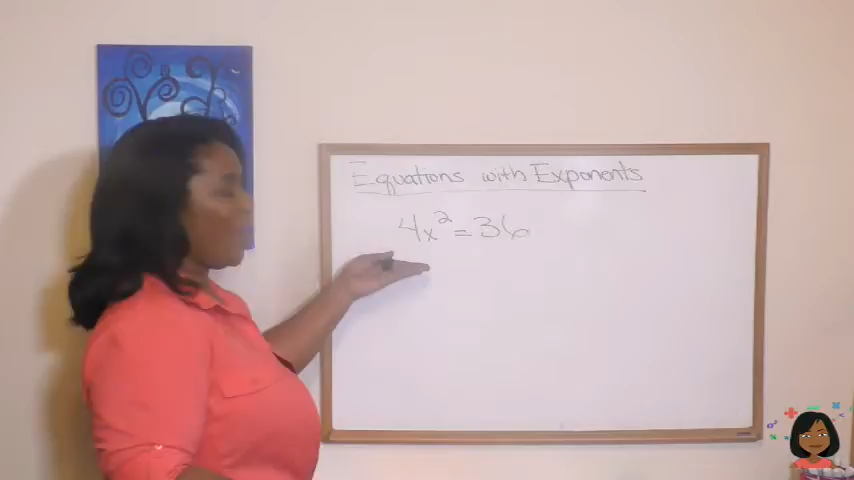 Equations with Exponents
4x² = 36